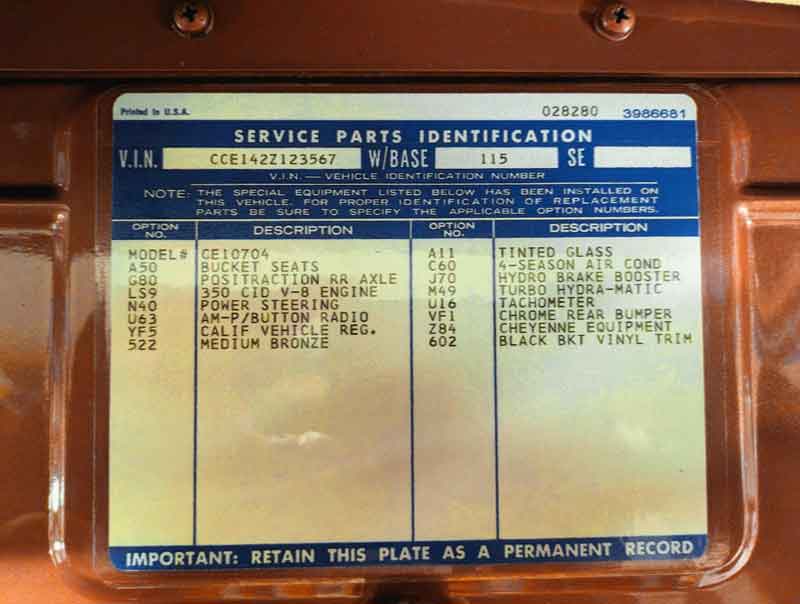 Printed in U.S.A. 028280 3986681
SERVICE PARTS IDENTIFICATION
V.I.N. CCE142Z123567 W/BASE 115 SE
V.I.N. — VEHICLE IDENTIFICATION NUMBER
NOTE: THE SPECIAL EQUIPMENT LISTED BELOW HAS BEEN INSTALLED ON
THIS VEHICLE. FOR PROPER IDENTIFICATION OF REPLACEMENT
PARTS BE SURE TO SPECIFY THE APPLICABLE OPTION NUMBERS.
OPTION NO. DESCRIPTION OPTION NO. DESCRIPTION
MODEL# CE10704 A11 TINTED GLASS
A50 BUCKET SEATS C60 4-SEASON AIR COND
G80 POSITRACTION RR AXLE J70 HYDRO BRAKE BOOSTER
LS9 350 CID V-8 ENGINE M49 TURBO HYDRA-MATIC
N40 POWER STEERING U16 TACHOMETER
U63 AM-P/BUTTON RADIO VF1 CHROME REAR BUMPER
YF5 CALIF VEHICLE REG. Z84 CHEYENNE EQUIPMENT
522 MEDIUM BRONZE 602 BLACK BKT VINYL TRIM
IMPORTANT: RETAIN THIS PLATE AS A PERMANENT RECORD